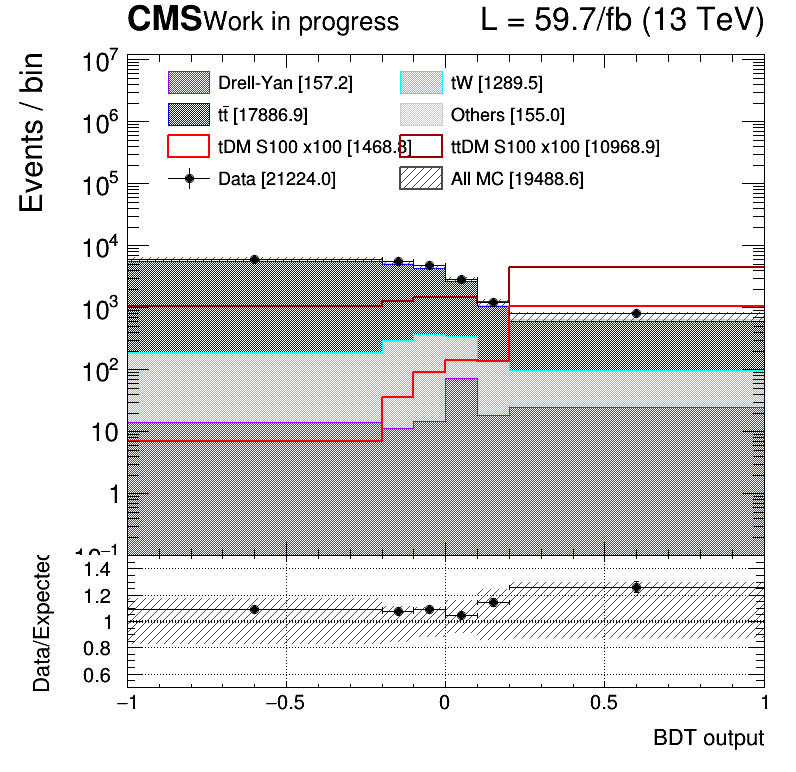 CMS Work in progress L = 59.7/fb (13 TeV)
Events / bin
10⁷
10⁶
10⁵
10⁴
10³
10²
10
1
10⁻¹
Drell-Yan [157.2] tW [1289.5]
tt̄ [17886.9] Others [155.0]
tDM S100 x100 [1468.8] ttDM S100 x100 [10968.9]
Data [21224.0] All MC [19488.6]
Data/Expected
1.4
1.2
1
0.8
0.6
−1 −0.5 0 0.5 1
BDT output